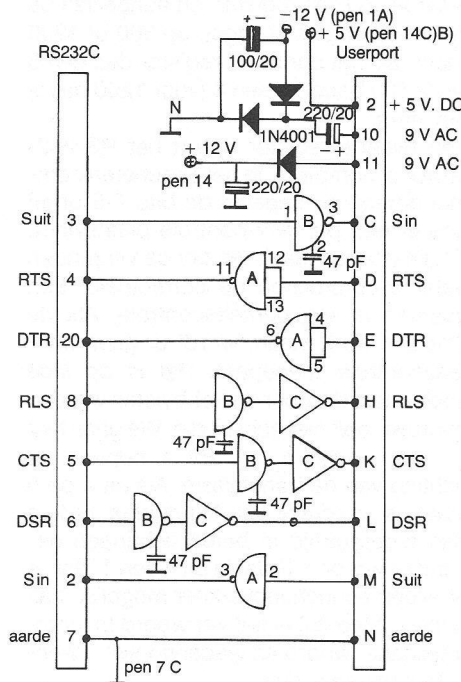 −12 V (pen 1A)
+ −
RS232C
+ 5 V (pen 14C)B)
100/20
Userport
N
220/20
2 + 5 V. DC
1N4001
− +
10 9 V AC
+ 12 V
11 9 V AC
pen 14
220/20
Suit 3 1 B 3 C Sin
2
47 pF
RTS 4 11 A 12 D RTS
13
DTR 20 6 A 4 E DTR
5
RLS 8 B C H RLS
47 pF
CTS 5 B C K CTS
47 pF
DSR 6 B C L DSR
47 pF
Sin 2 3 A 2 M Suit
aarde 7 N aarde
pen 7 C